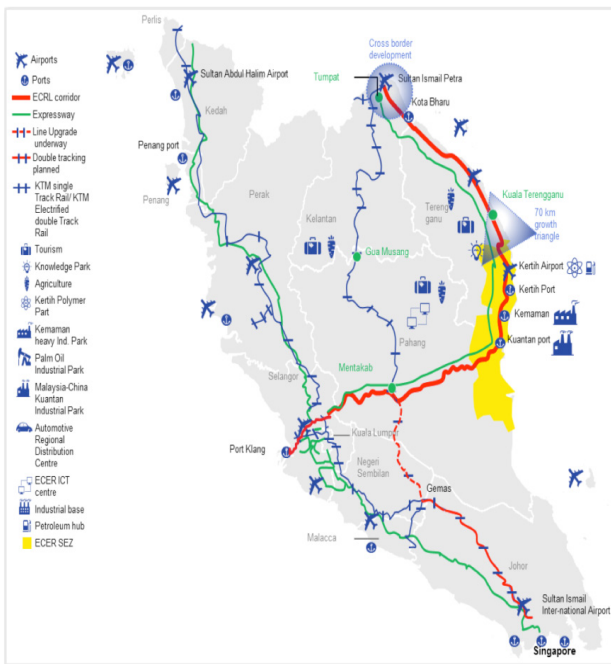 Airports
Ports
ECRL corridor
Expressway
Line Upgrade
underway
Double tracking
planned
KTM single
Track Rail/ KTM
Electrified
double Track
Rail
Tourism
Knowledge Park
Agriculture
Kertih Polymer
Part
Kemaman
heavy Ind. Park
Palm Oil
Industrial Park
Malaysia-China
Kuantan
Industrial Park
Automotive
Regional
Distribution
Centre
ECER ICT
centre
Industrial base
Petroleum hub
ECER SEZ
Perlis
Sultan Abdul Halim Airport
Kedah
Penang port
Penang
Perak
Cross border
development
Tumpat
Sultan Ismail Petra
Kota Bharu
Kelantan
Tereng
ganu
Kuala Terengganu
70 km
growth
triangle
Gua Musang
Kertih Airport
Kertih Port
Kemaman
Kuantan port
Pahang
Mentakab
Selangor
Kuala Lumpur
Port Klang
Negeri
Sembilan
Gemas
Malacca
Johor
Sultan Ismail
Inter-national Airport
Singapore